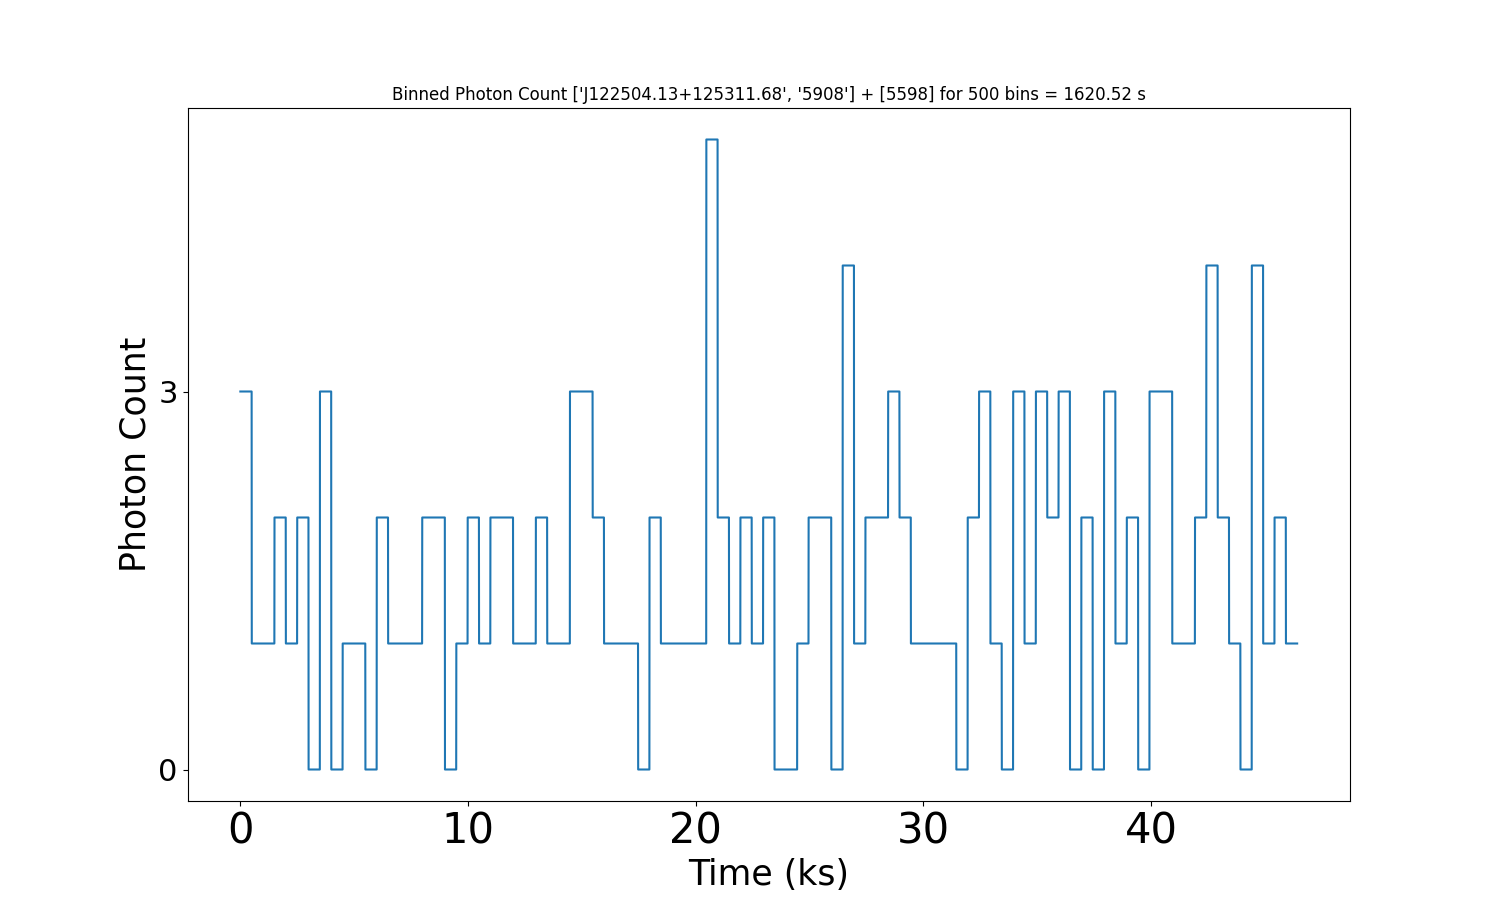 Binned Photon Count ['J122504.13+125311.68', '5908'] + [5598] for 500 bins = 1620.52 s
Photon Count
3
0
0 10 20 30 40
Time (ks)